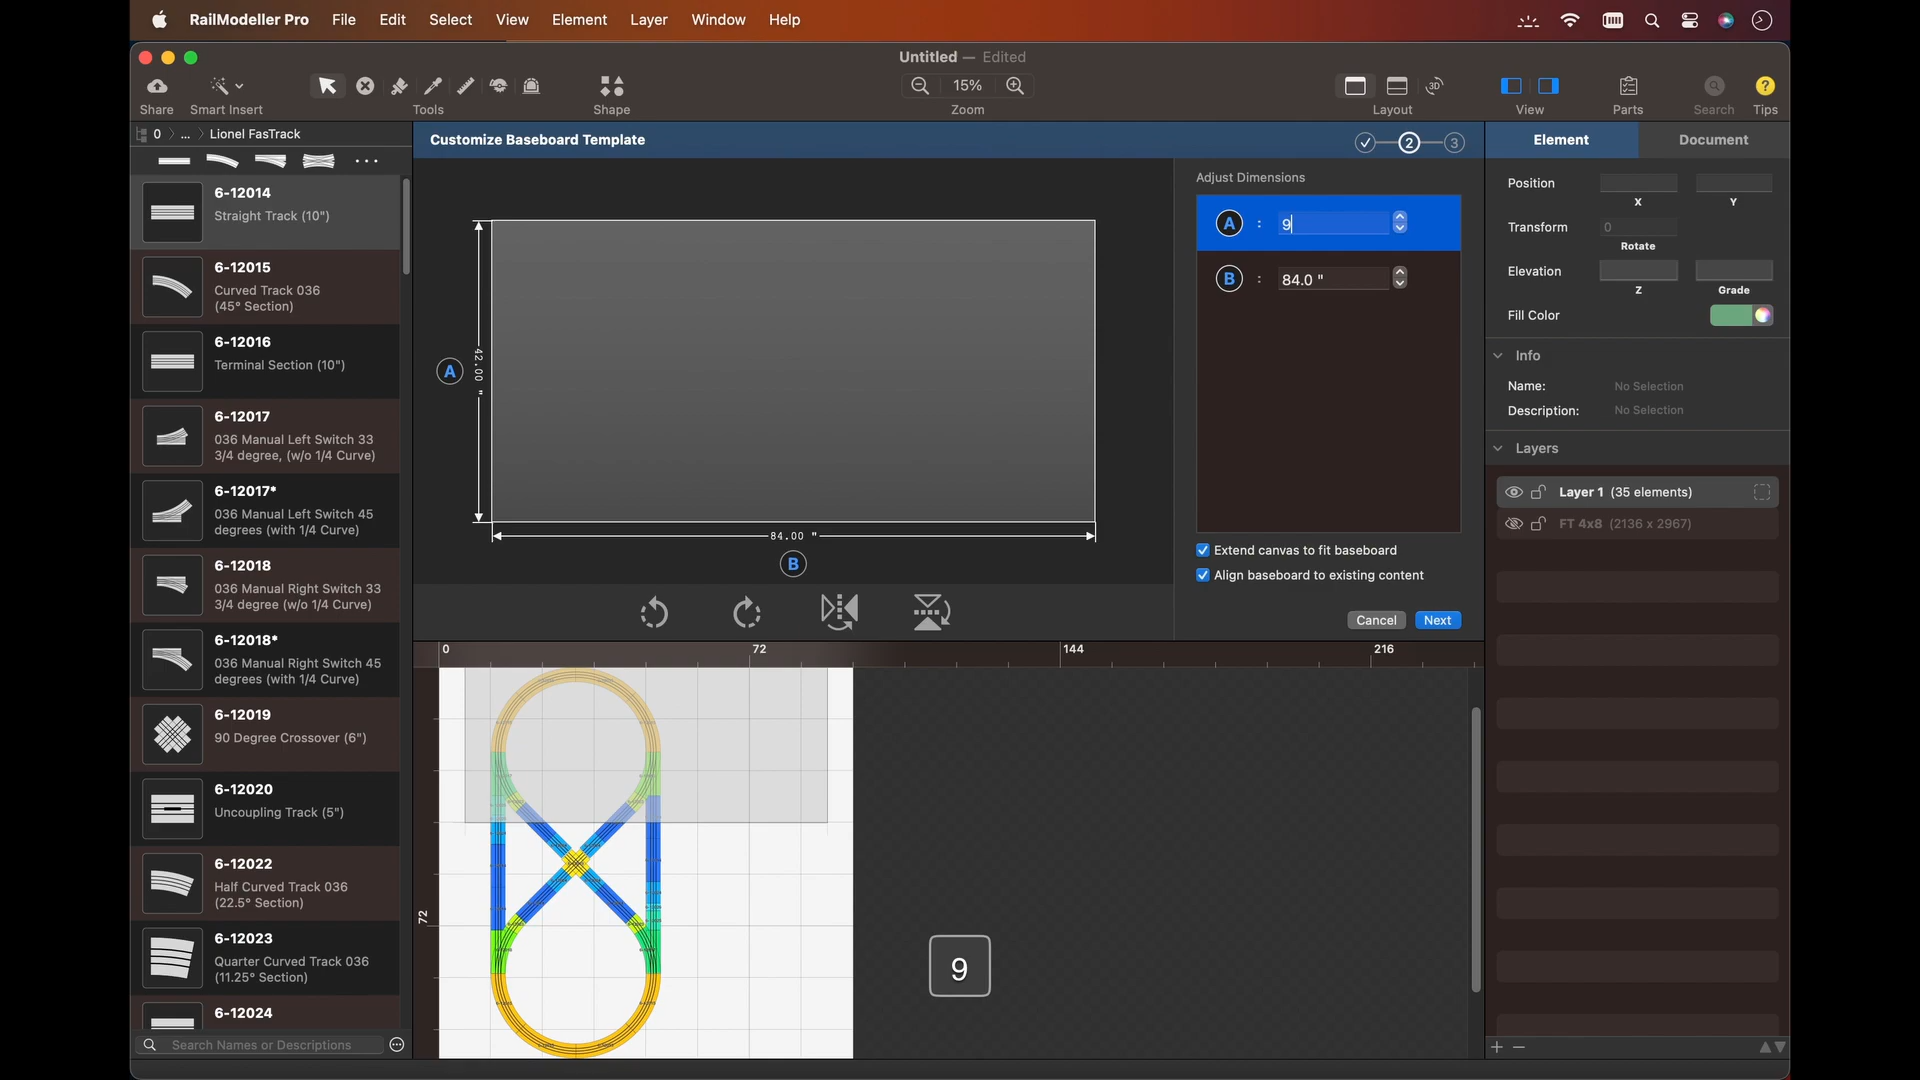 RailModeller Pro File Edit Select View Element Layer Window Help
Untitled — Edited
Share Smart Insert Tools Shape 15% Zoom 3D Layout View Parts Search ? Tips
0 > ... > Lionel FasTrack
...
6-12014
Straight Track (10")
6-12015
Curved Track 036
(45° Section)
6-12016
Terminal Section (10")
6-12017
036 Manual Left Switch 33
3/4 degree, (w/o 1/4 Curve)
6-12017*
036 Manual Left Switch 45
degrees (with 1/4 Curve)
6-12018
036 Manual Right Switch 33
3/4 degree (w/o 1/4 Curve)
6-12018*
036 Manual Right Switch 45
degrees (with 1/4 Curve)
6-12019
90 Degree Crossover (6")
6-12020
Uncoupling Track (5")
6-12022
Half Curved Track 036
(22.5° Section)
6-12023
Quarter Curved Track 036
(11.25° Section)
6-12024
Search Names or Descriptions
Customize Baseboard Template
2 3
A
42.00 "
84.00 "
B
Adjust Dimensions
A : 9
B : 84.0 "
Extend canvas to fit baseboard
Align baseboard to existing content
Cancel Next
0 72 144 216
72
9
Element Document
Position
X Y
Transform 0
Rotate
Elevation
Z Grade
Fill Color
Info
Name: No Selection
Description: No Selection
Layers
Layer 1 (35 elements)
FT 4x8 (2136 x 2967)
+ −